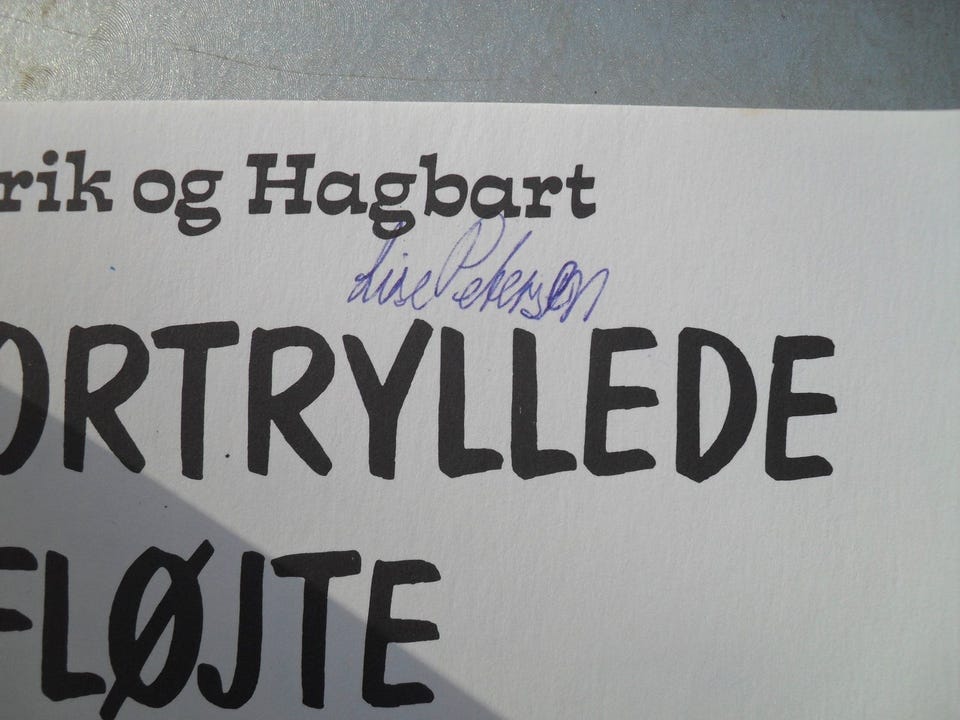 rik og Hagbart
Lise Petersen
ORTRYLLEDE
FLØJTE